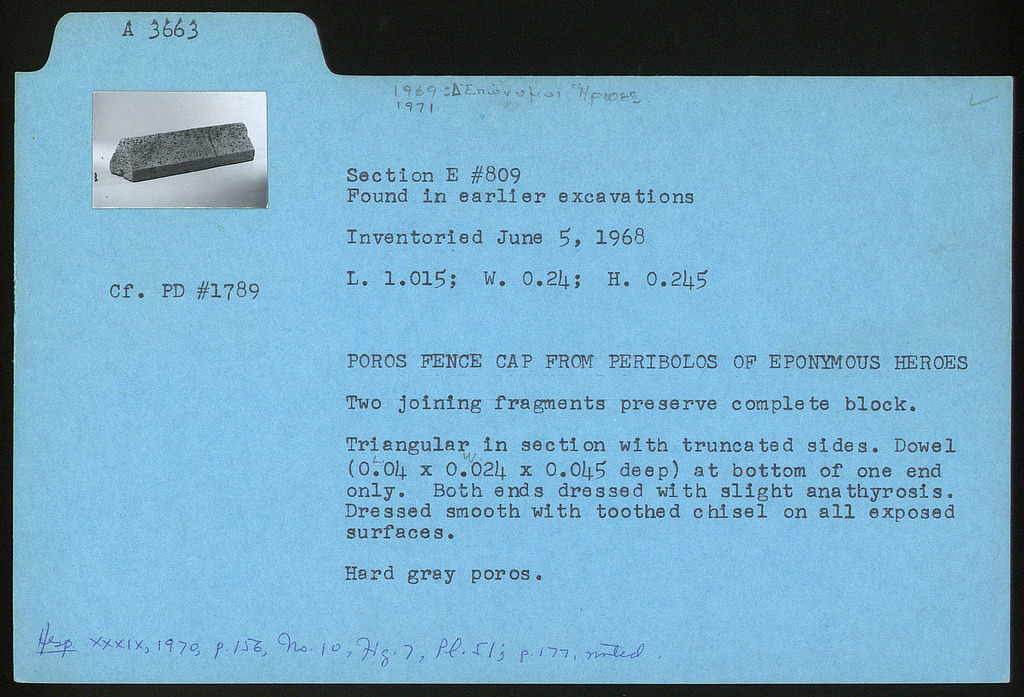 A 3663
1969 : Δ Επώνυμοι Ήρωες
1971
Section E #809
Found in earlier excavations
Inventoried June 5, 1968
L. 1.015; W. 0.24; H. 0.245
Cf. PD #1789
POROS FENCE CAP FROM PERIBOLOS OF EPONYMOUS HEROES
Two joining fragments preserve complete block.
Triangular in section with truncated sides. Dowel
L W
(0.04 x 0.024 x 0.045 deep) at bottom of one end
only. Both ends dressed with slight anathyrosis.
Dressed smooth with toothed chisel on all exposed
surfaces.
Hard gray poros.
Hesp. XXXIX, 1970, p.156, No. 10, Fig. 7, Pl. 51; p.177, noted.